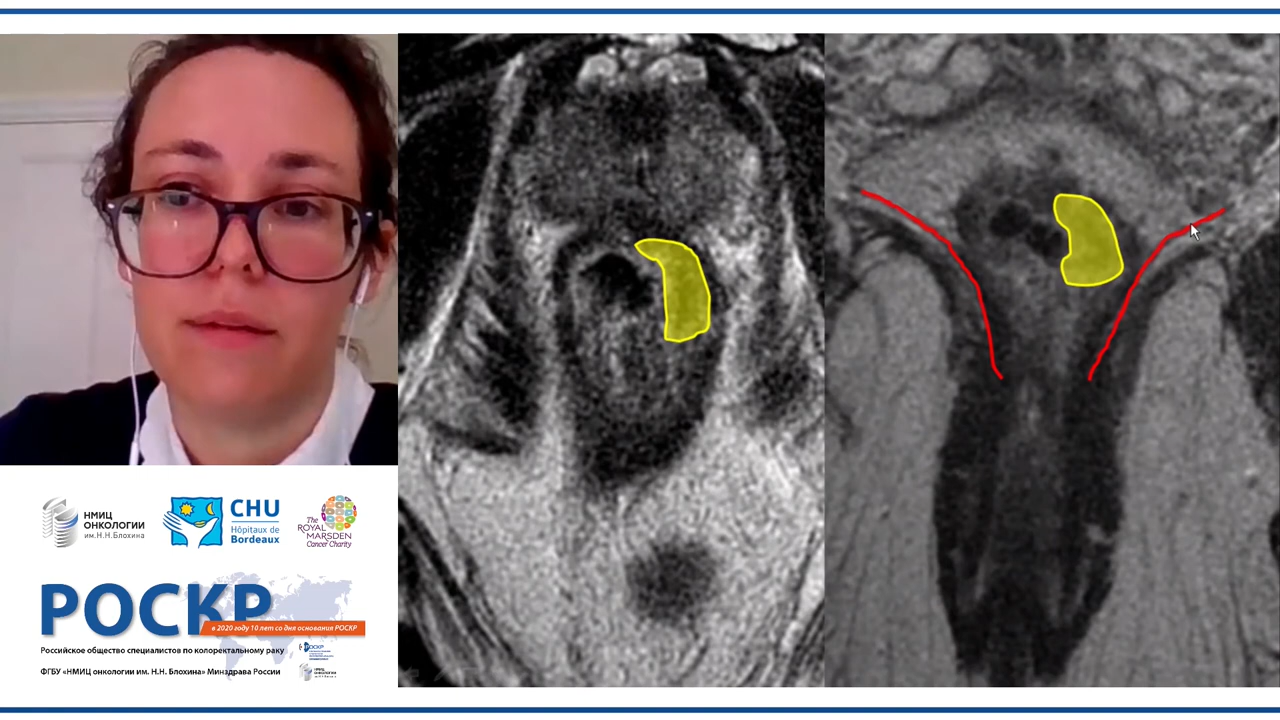 НМИЦ
ОНКОЛОГИИ
им.Н.Н.Блохина
CHU
Hôpitaux de
Bordeaux
The
ROYAL
MARSDEN
Cancer Charity
РОСКР
в 2020 году 10 лет со дня основания РОСКР
Российское общество специалистов по колоректальному раку
ФГБУ «НМИЦ онкологии им. Н.Н. Блохина» Минздрава России